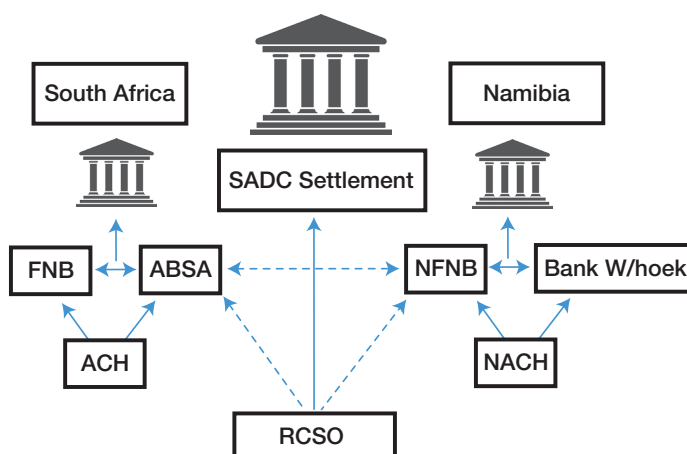 South Africa
Namibia
SADC Settlement
FNB
ABSA
NFNB
Bank W/hoek
ACH
NACH
RCSO